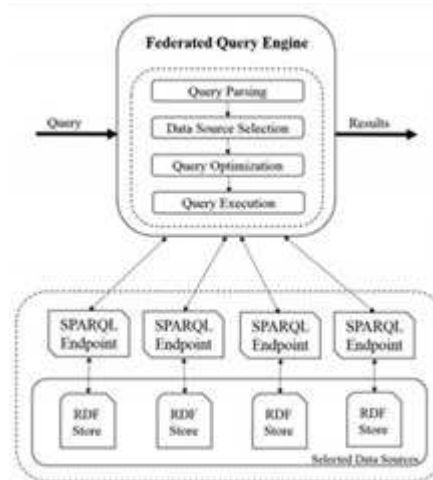 Federated Query Engine
Query Parsing
Query
Data Source Selection
Results
Query Optimization
Query Execution
SPARQL
Endpoint
SPARQL
Endpoint
SPARQL
Endpoint
SPARQL
Endpoint
RDF
Store
RDF
Store
RDF
Store
RDF
Store
Selected Data Sources